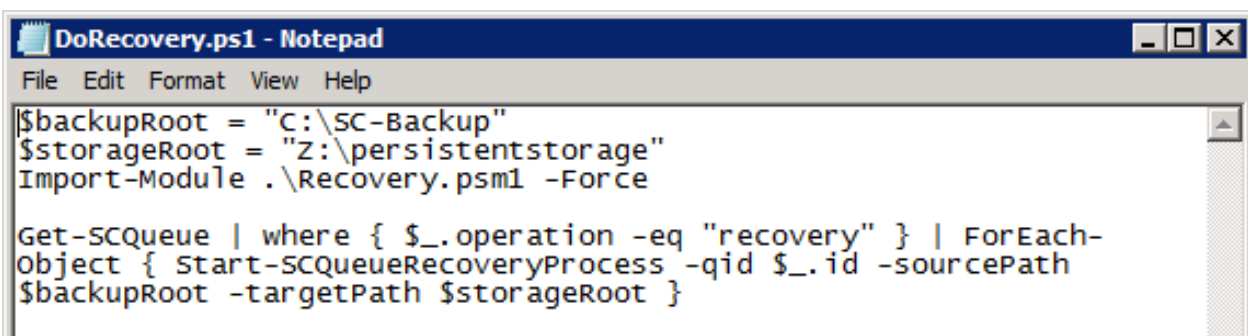 DoRecovery.ps1 - Notepad
File Edit Format View Help
$backupRoot = "C:\SC-Backup"
$storageRoot = "Z:\persistentstorage"
Import-Module .\Recovery.psm1 -Force
Get-SCQueue | where { $_.operation -eq "recovery" } | ForEach-
Object { Start-SCQueueRecoveryProcess -qid $_.id -sourcePath
$backupRoot -targetPath $storageRoot }